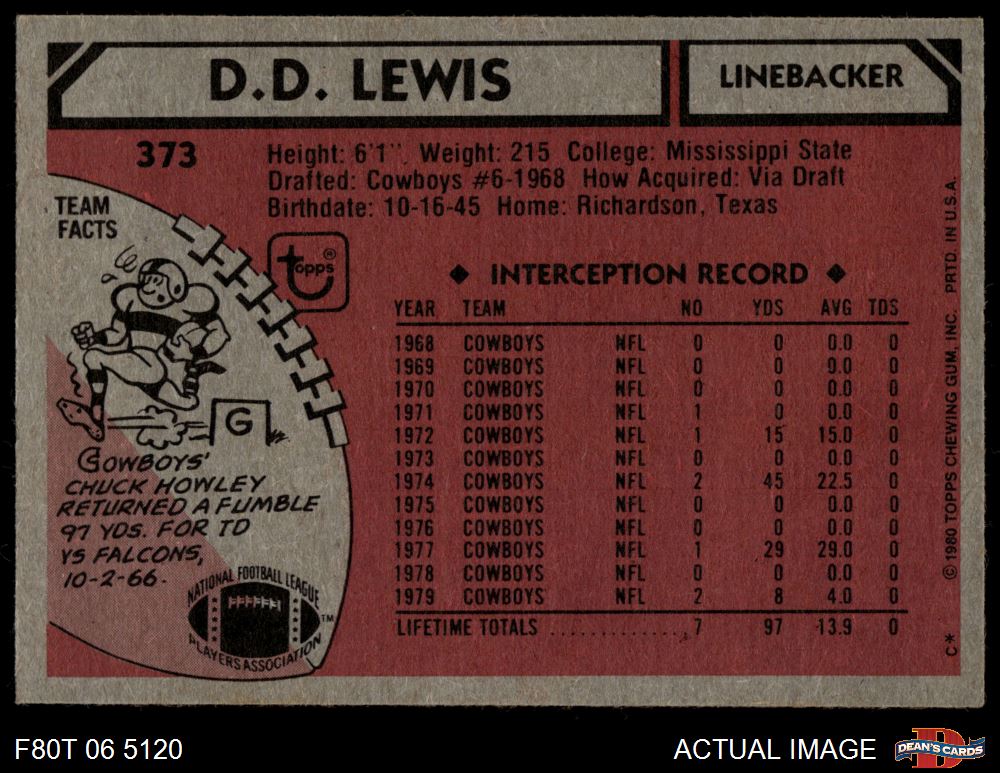 D.D. LEWIS
LINEBACKER
373
Height: 6'1". Weight: 215 College: Mississippi State
Drafted: Cowboys #6-1968 How Acquired: Via Draft
Birthdate: 10-16-45 Home: Richardson, Texas
TEAM
FACTS
topps®
G
COWBOYS'
CHUCK HOWLEY
RETURNED A FUMBLE
97 YDS. FOR TD
VS FALCONS,
10-2-66.
NATIONAL FOOTBALL LEAGUE
PLAYERS ASSOCIATION
TM
◆ INTERCEPTION RECORD ◆
YEAR TEAM NO YDS AVG TDS
1968 COWBOYS NFL 0 0 0.0 0
1969 COWBOYS NFL 0 0 0.0 0
1970 COWBOYS NFL 0 0 0.0 0
1971 COWBOYS NFL 1 0 0.0 0
1972 COWBOYS NFL 1 15 15.0 0
1973 COWBOYS NFL 0 0 0.0 0
1974 COWBOYS NFL 2 45 22.5 0
1975 COWBOYS NFL 0 0 0.0 0
1976 COWBOYS NFL 0 0 0.0 0
1977 COWBOYS NFL 1 29 29.0 0
1978 COWBOYS NFL 0 0 0.0 0
1979 COWBOYS NFL 2 8 4.0 0
LIFETIME TOTALS .............. 7 97 13.9 0
C* ©1980 TOPPS CHEWING GUM, INC. PRTD. IN U.S.A.
F80T 06 5120
ACTUAL IMAGE
D
DEAN'S CARDS